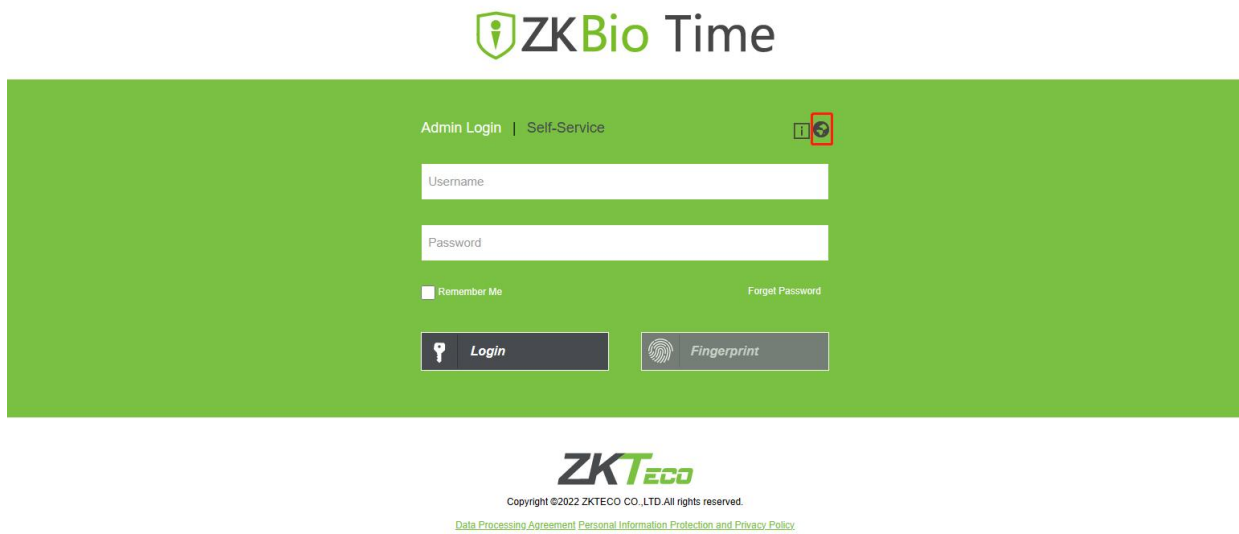 ZKBio Time
Admin Login | Self-Service
i
Username
Password
Remember Me Forget Password
Login Fingerprint
ZKTECO
Copyright ©2022 ZKTECO CO.,LTD.All rights reserved.
Data Processing Agreement Personal Information Protection and Privacy Policy